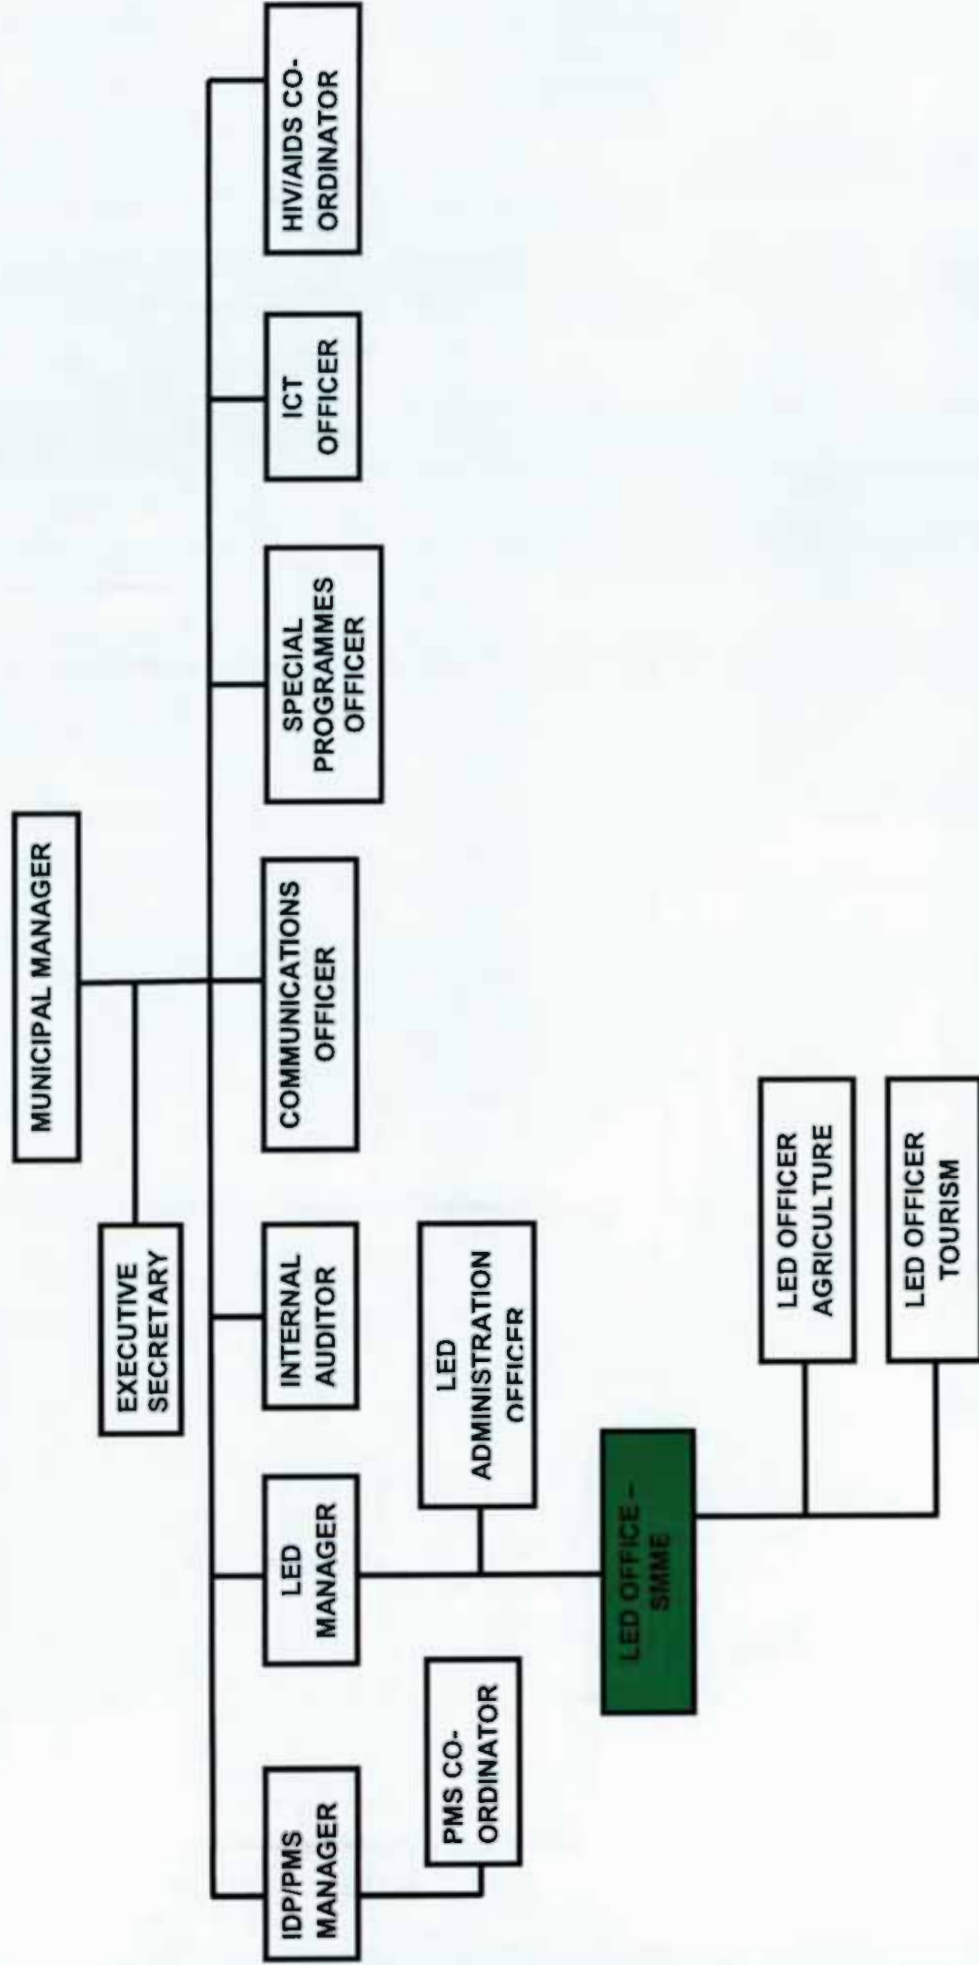 MUNICIPAL MANAGER
EXECUTIVE
SECRETARY
IDP/PMS
MANAGER
LED
MANAGER
INTERNAL
AUDITOR
COMMUNICATIONS
OFFICER
SPECIAL
PROGRAMMES
OFFICER
ICT
OFFICER
HIV/AIDS CO-
ORDINATOR
PMS CO-
ORDINATOR
LED
ADMINISTRATION
OFFICER
LED OFFICE –
SMME
LED OFFICER
AGRICULTURE
LED OFFICER
TOURISM